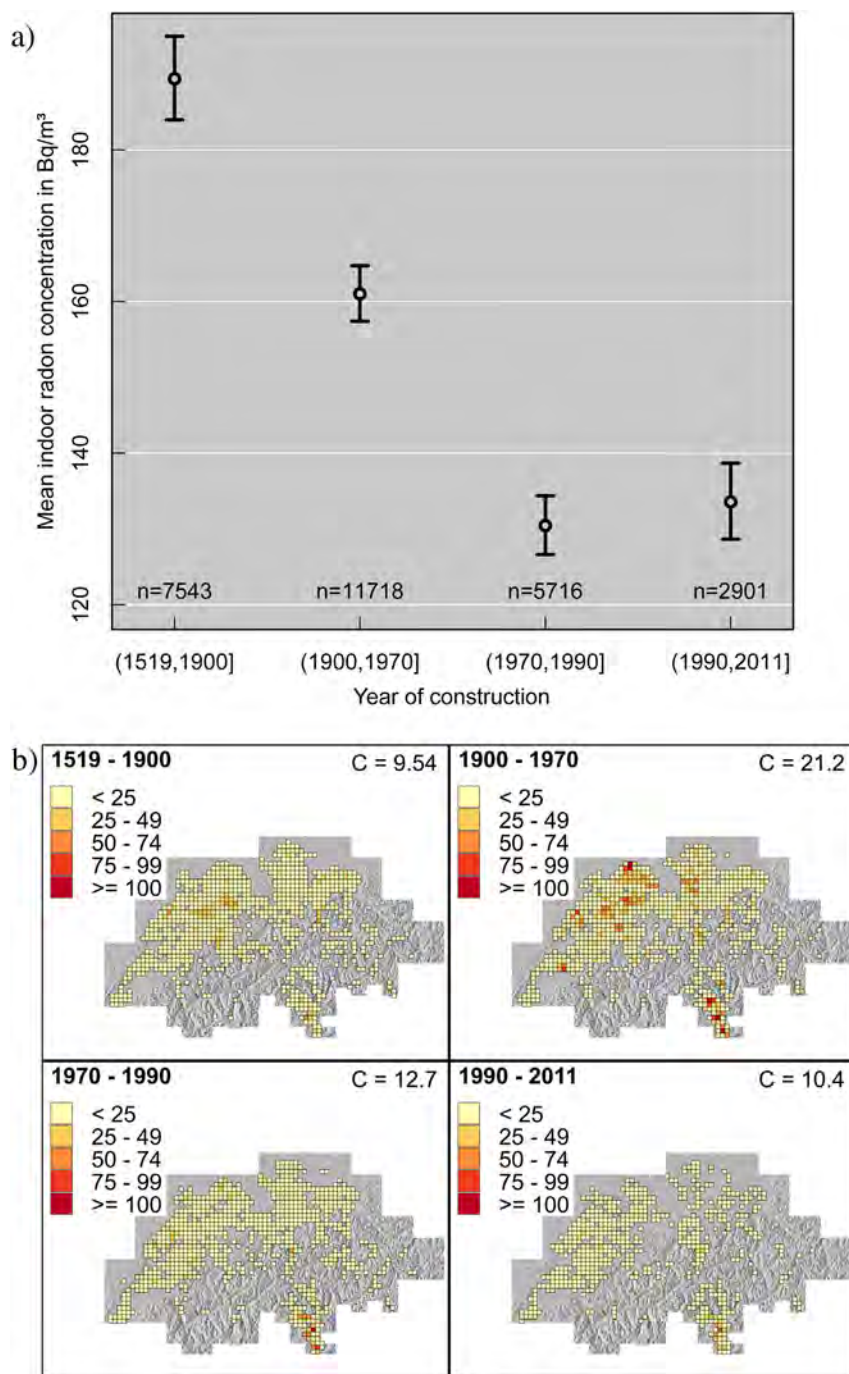 a)
Mean indoor radon concentration in Bq/m³
180
160
140
120
n=7543 n=11718 n=5716 n=2901
(1519,1900] (1900,1970] (1970,1990] (1990,2011]
Year of construction
b)
1519 - 1900 C = 9.54
< 25
25 - 49
50 - 74
75 - 99
>= 100
1900 - 1970 C = 21.2
< 25
25 - 49
50 - 74
75 - 99
>= 100
1970 - 1990 C = 12.7
< 25
25 - 49
50 - 74
75 - 99
>= 100
1990 - 2011 C = 10.4
< 25
25 - 49
50 - 74
75 - 99
>= 100